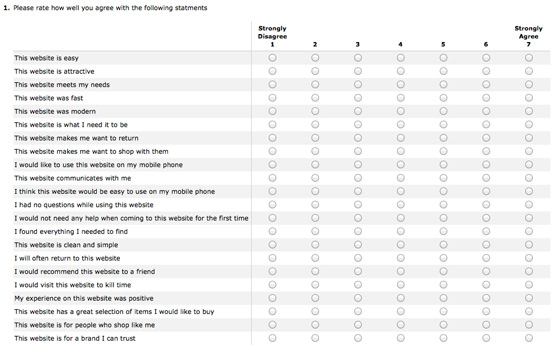 1. Please rate how well you agree with the following statments
Strongly Disagree 1 2 3 4 5 6 Strongly Agree 7
This website is easy
This website is attractive
This website meets my needs
This website was fast
This website was modern
This website is what I need it to be
This website makes me want to return
This website makes me want to shop with them
I would like to use this website on my mobile phone
This website communicates with me
I think this website would be easy to use on my mobile phone
I had no questions while using this website
I would not need any help when coming to this website for the first time
I found everything I needed to find
This website is clean and simple
I will often return to this website
I would recommend this website to a friend
I would visit this website to kill time
My experience on this website was positive
This website has a great selection of items I would like to buy
This website is for people who shop like me
This website is for a brand I can trust